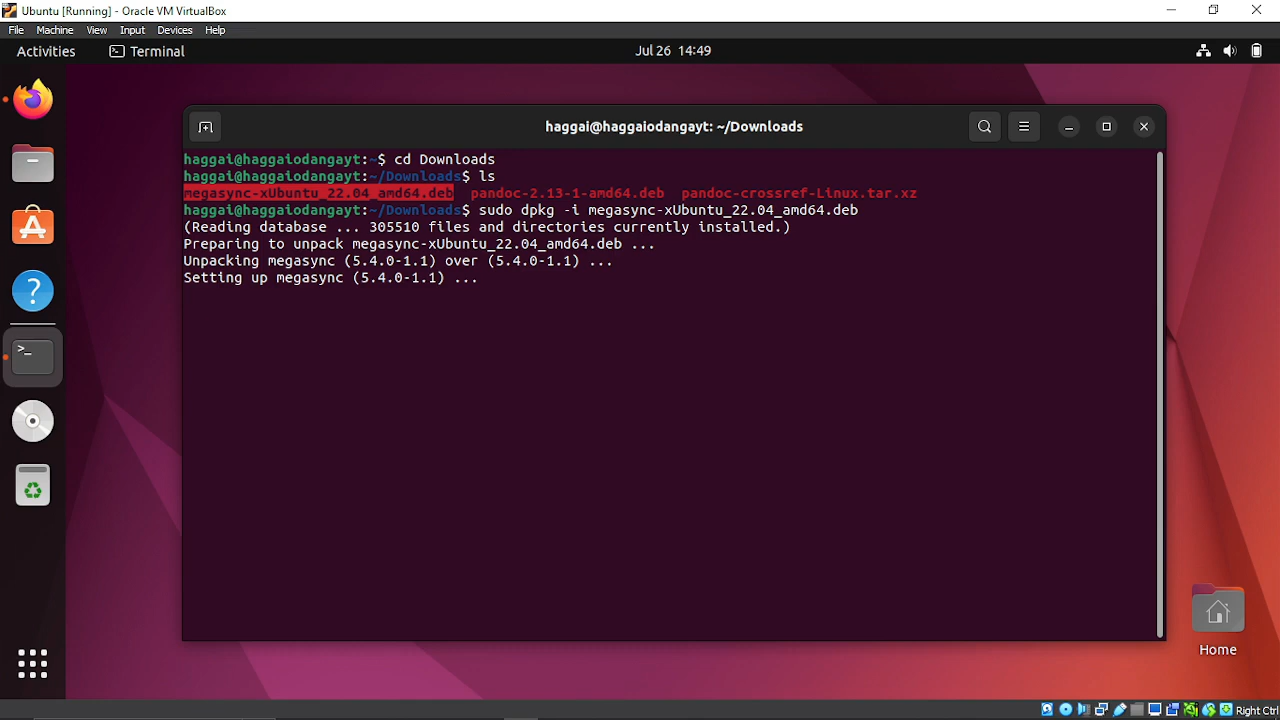 Ubuntu [Running] - Oracle VM VirtualBox
File Machine View Input Devices Help
Activities Terminal Jul 26 14:49
haggai@haggaiodangayt: ~/Downloads
haggai@haggaiodangayt:~$ cd Downloads
haggai@haggaiodangayt:~/Downloads$ ls
megasync-xUbuntu_22.04_amd64.deb pandoc-2.13-1-amd64.deb pandoc-crossref-Linux.tar.xz
haggai@haggaiodangayt:~/Downloads$ sudo dpkg -i megasync-xUbuntu_22.04_amd64.deb
(Reading database ... 305510 files and directories currently installed.)
Preparing to unpack megasync-xUbuntu_22.04_amd64.deb ...
Unpacking megasync (5.4.0-1.1) over (5.4.0-1.1) ...
Setting up megasync (5.4.0-1.1) ...
Home
Right Ctrl